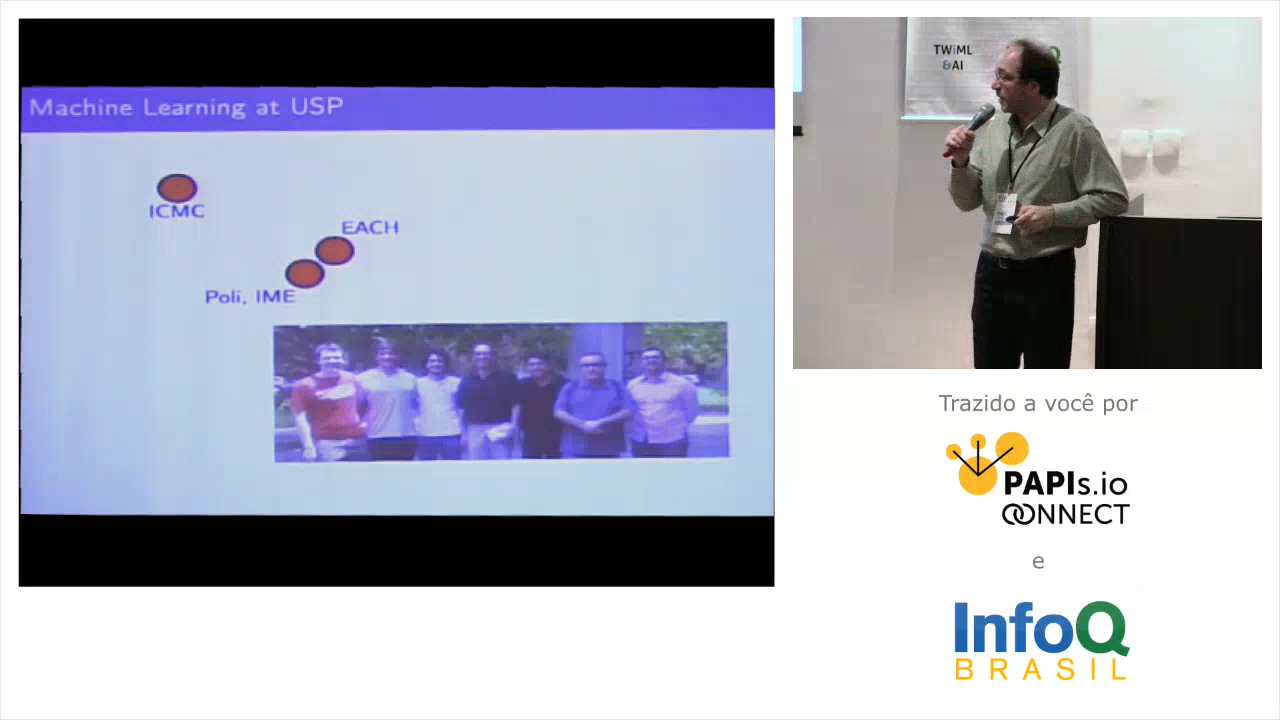 Machine Learning at USP
ICMC
EACH
Poli, IME
TWiML
&AI
Trazido a você por
PAPIs.io
CONNECT
e
InfoQ
BRASIL